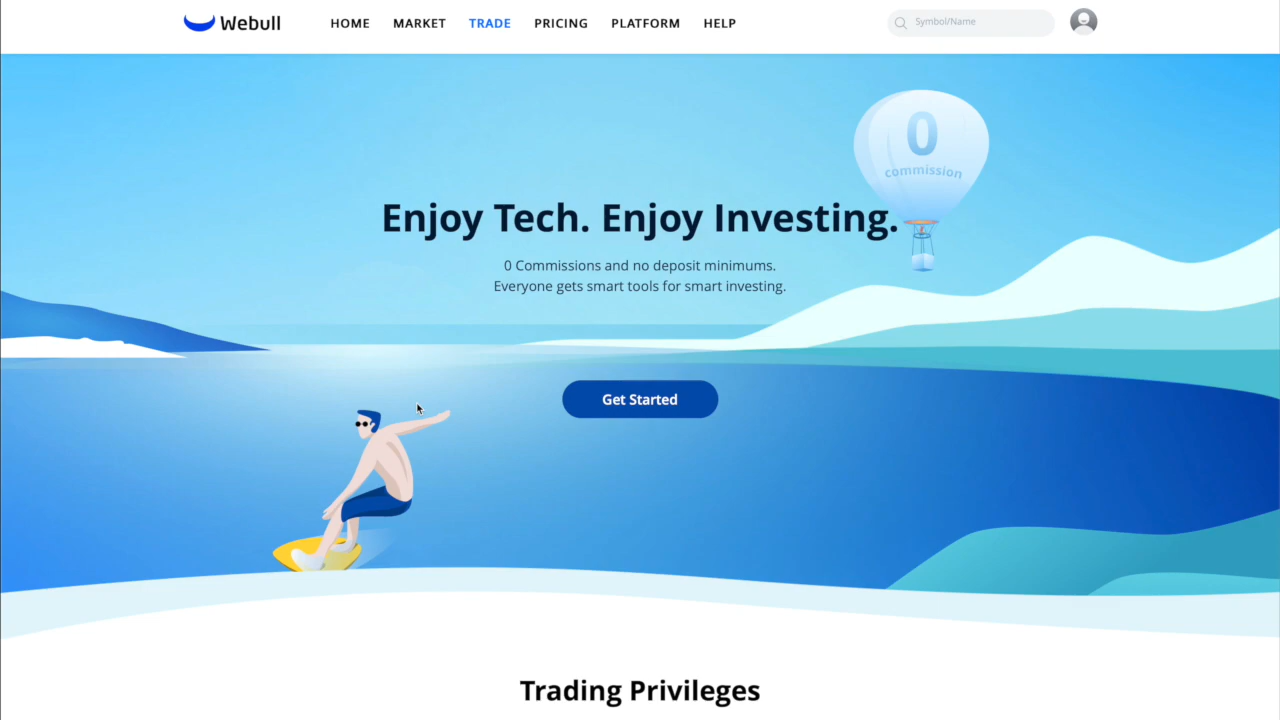 Webull
HOME MARKET TRADE PRICING PLATFORM HELP
Symbol/Name
0
commission
Enjoy Tech. Enjoy Investing.
0 Commissions and no deposit minimums.
Everyone gets smart tools for smart investing.
Get Started
Trading Privileges